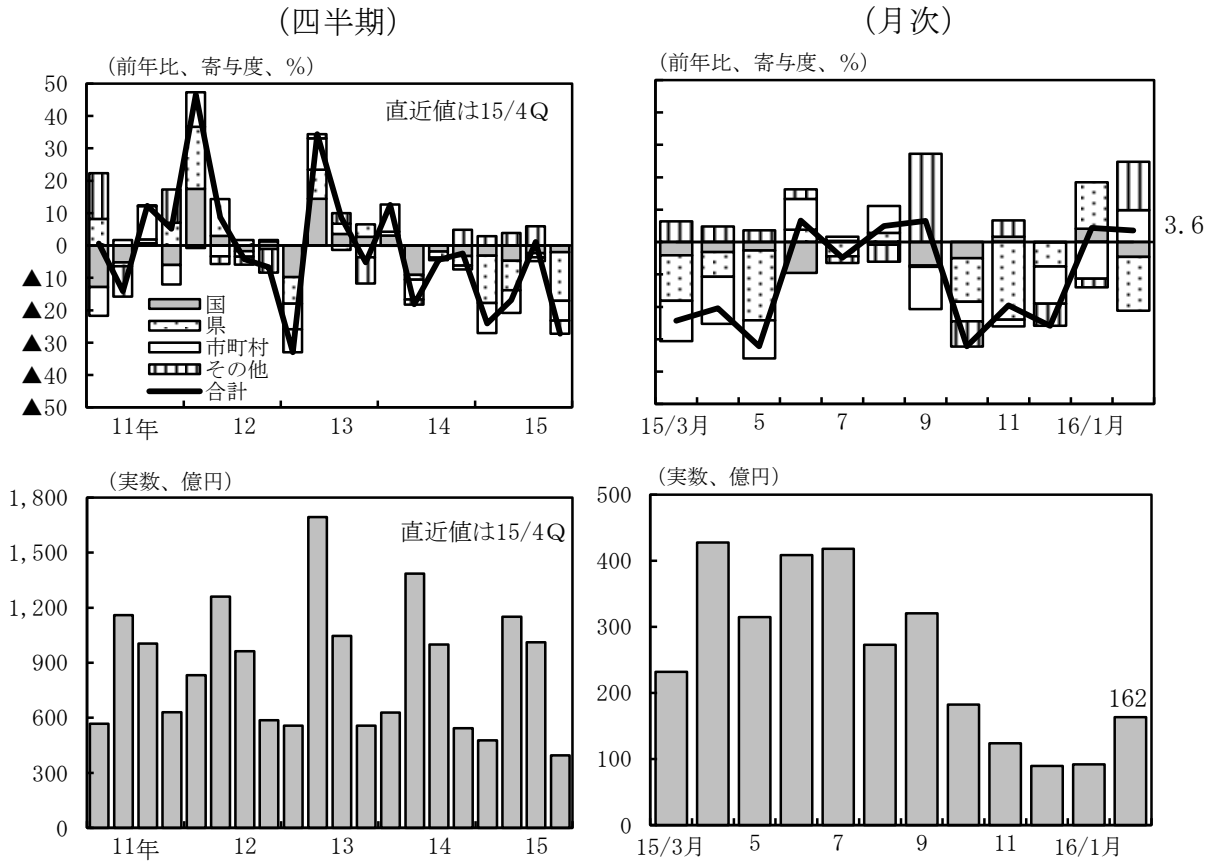 （四半期）
（前年比、寄与度、％）
50
40
30
20
10
0
▲ 10
▲ 20
▲ 30
▲ 40
▲ 50
直近値は15/4Ｑ
国
県
市町村
その他
合計
11年 12 13 14 15
（月次）
（前年比、寄与度、％）
3.6
15/3月 5 7 9 11 16/1月
（実数、億円）
1,800
1,500
1,200
900
600
300
0
直近値は15/4Ｑ
11年 12 13 14 15
（実数、億円）
500
400
300
200
100
0
162
15/3月 5 7 9 11 16/1月